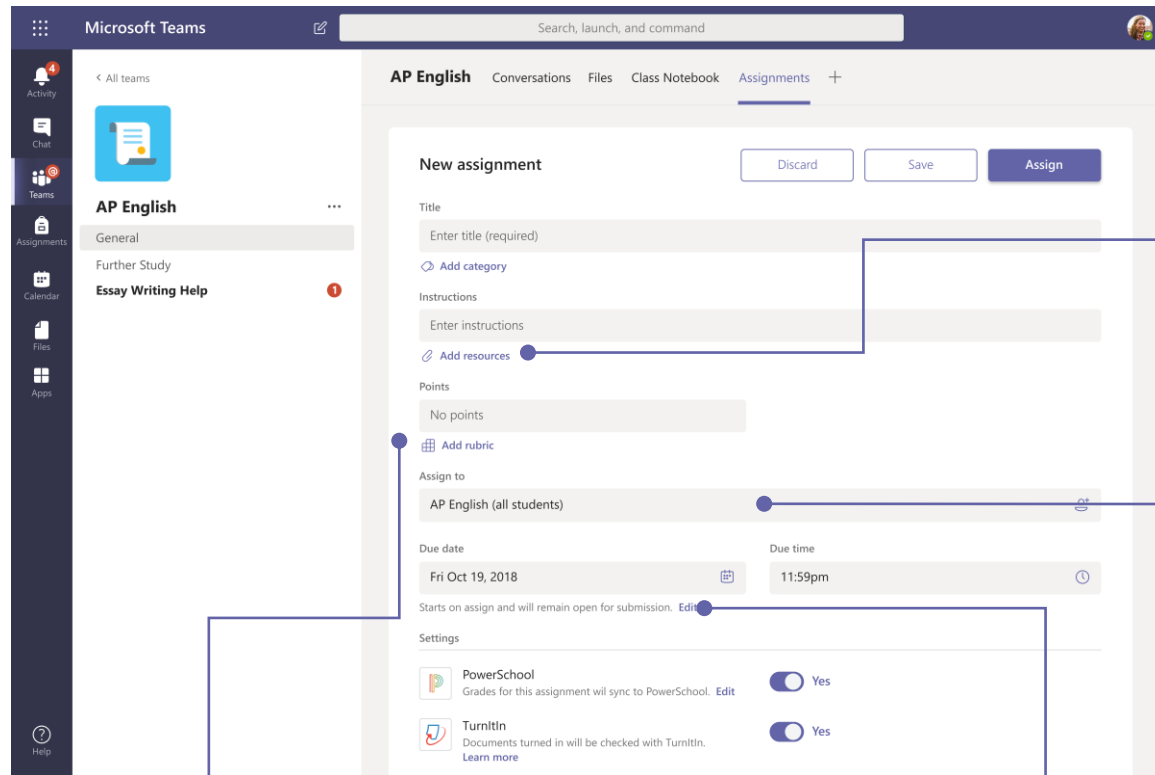 Microsoft Teams
Search, launch, and command
4
Activity
Chat
@
Teams
Assignments
Calendar
Files
Apps
Help
All teams
AP English
...
General
Further Study
Essay Writing Help
1
AP English
Conversations
Files
Class Notebook
Assignments
+
New assignment
Discard
Save
Assign
Title
Enter title (required)
Add category
Instructions
Enter instructions
Add resources
Points
No points
Add rubric
Assign to
AP English (all students)
Due date
Due time
Fri Oct 19, 2018
11:59pm
Starts on assign and will remain open for submission. Edit
Settings
PowerSchool
Grades for this assignment wil sync to PowerSchool. Edit
Yes
TurnItIn
Documents turned in will be checked with TurnItIn.
Learn more
Yes